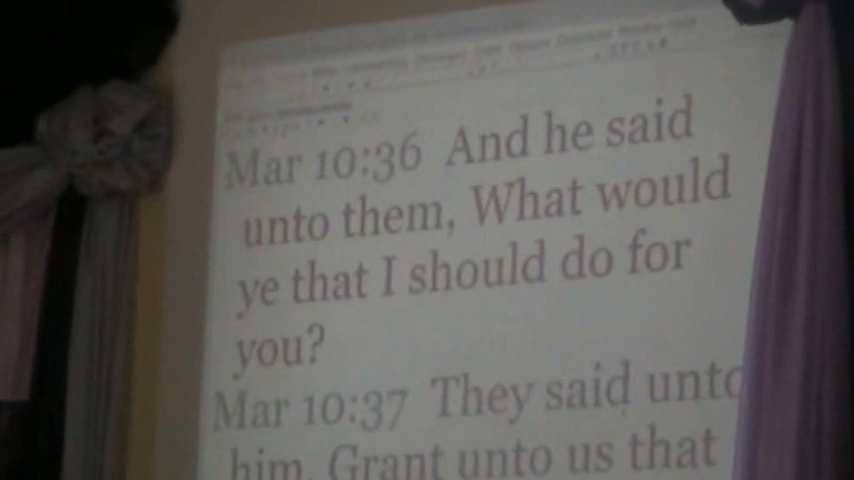 Mar 10:36 And he said
unto them, What would
ye that I should do for
you?
Mar 10:37 They said unto
him, Grant unto us that